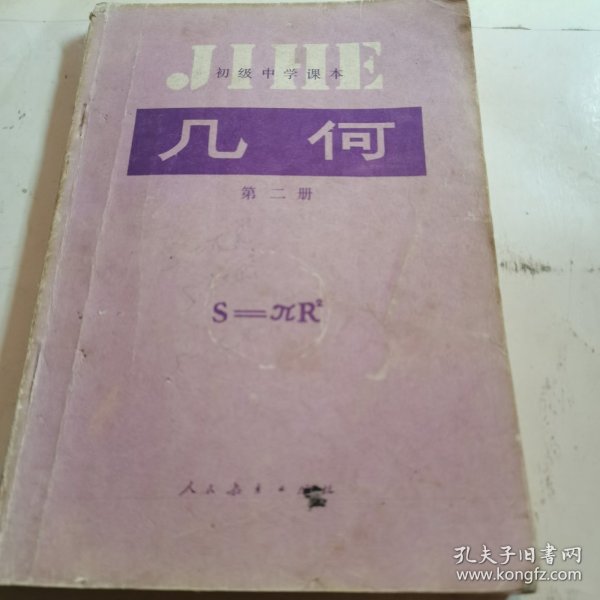 JIHE
初级中学课本
几何
第二册
S=πR²
人民教育出版社
孔夫子旧书网
www.kongfz.com